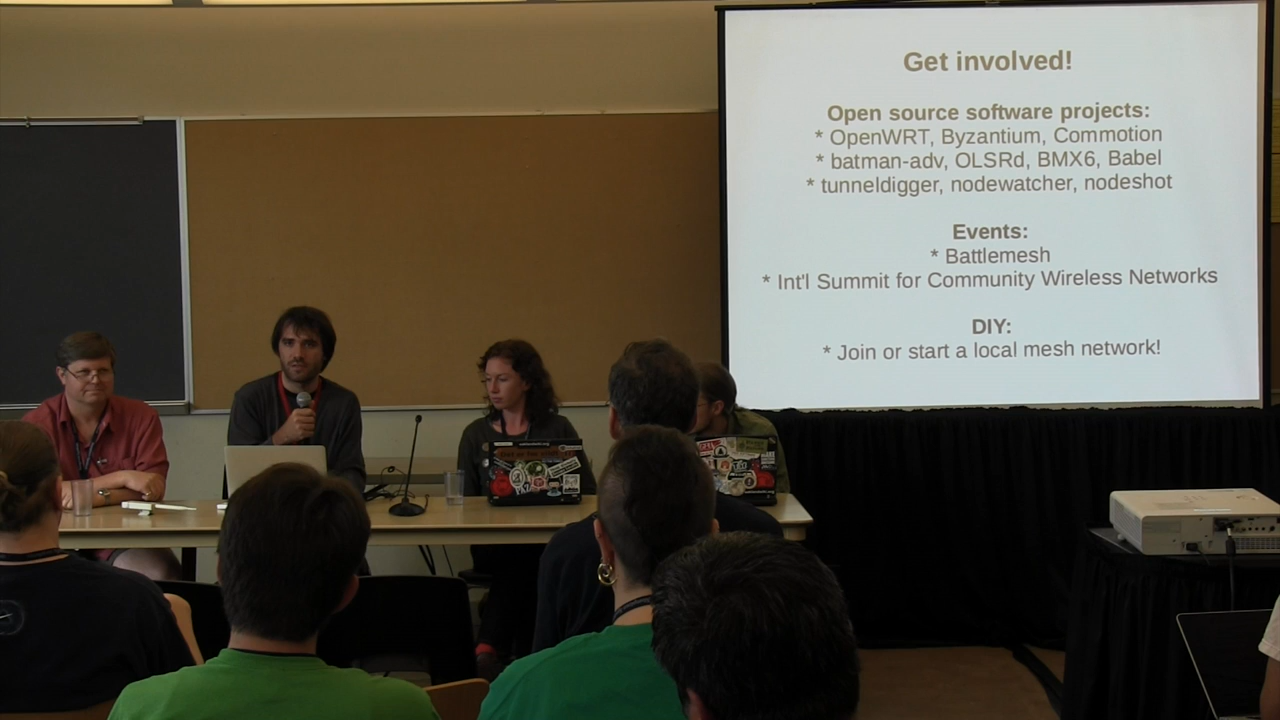 Get involved!
Open source software projects:
* OpenWRT, Byzantium, Commotion
* batman-adv, OLSRd, BMX6, Babel
* tunneldigger, nodewatcher, nodeshot
Events:
* Battlemesh
* Int'l Summit for Community Wireless Networks
DIY:
* Join or start a local mesh network!